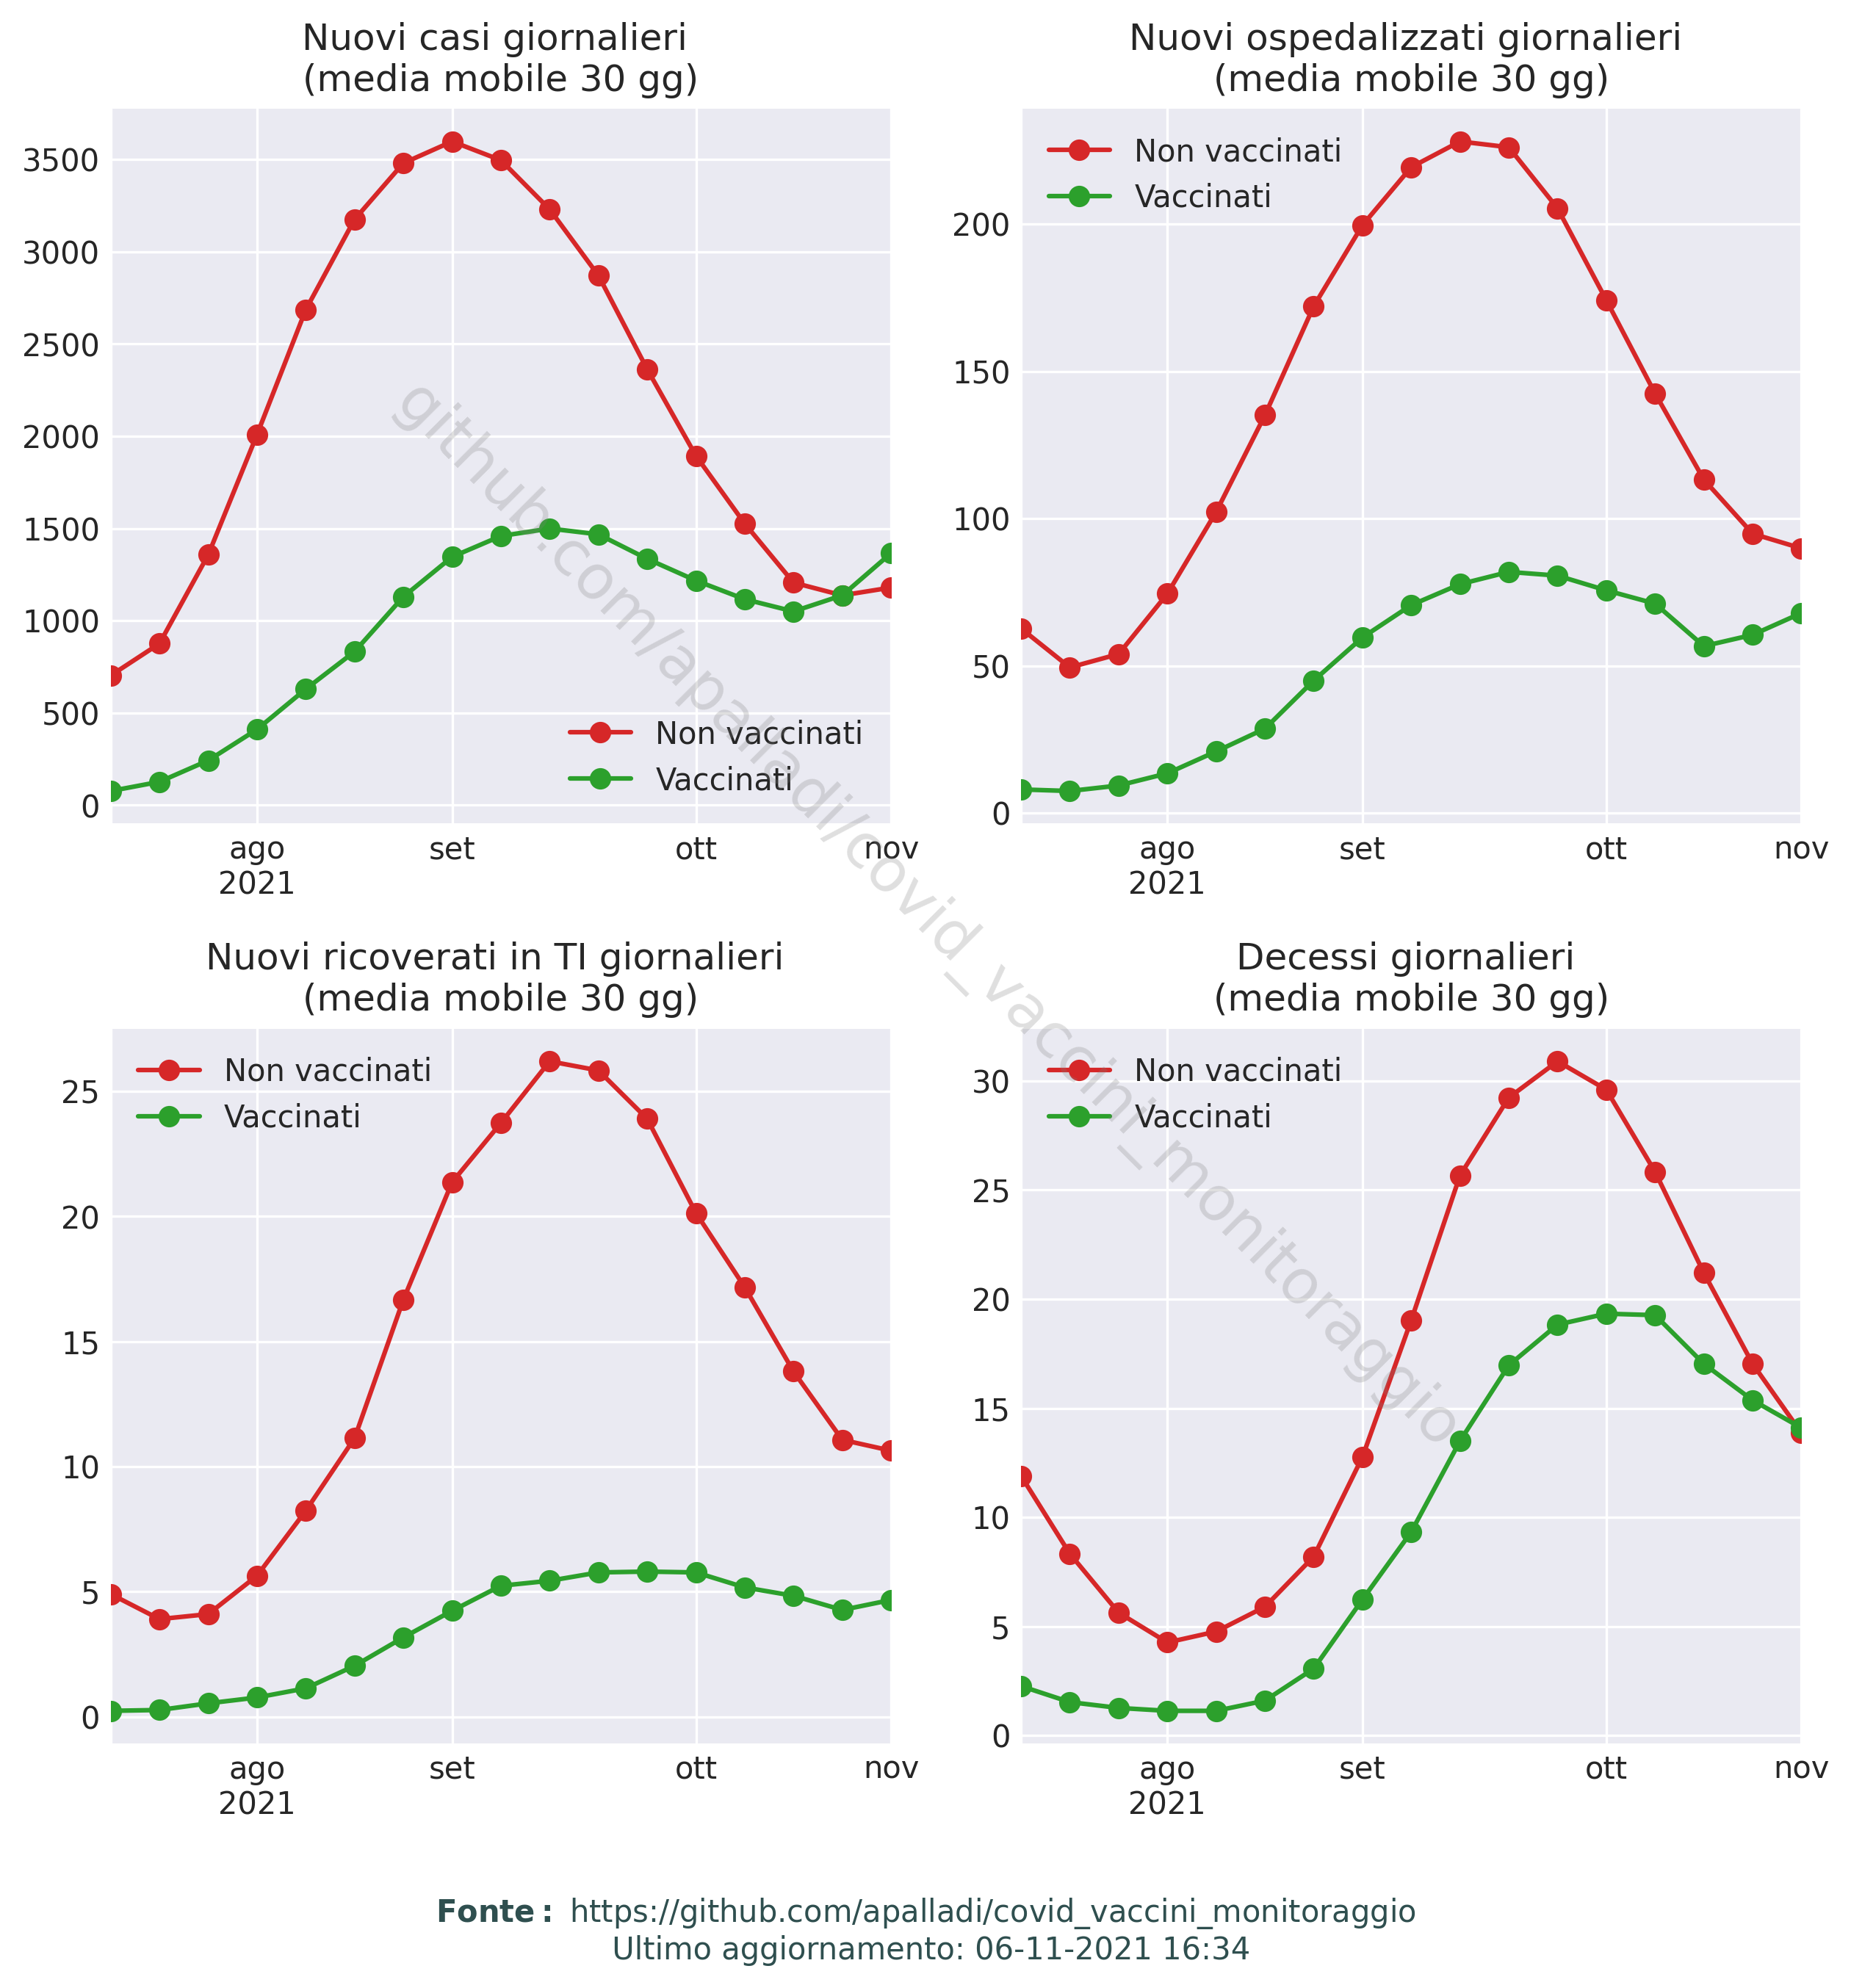 Nuovi casi giornalieri
(media mobile 30 gg)
3500
3000
2500
2000
1500
1000
500
0
Non vaccinati
Vaccinati
ago
2021
set
ott
nov
Nuovi ospedalizzati giornalieri
(media mobile 30 gg)
Non vaccinati
Vaccinati
200
150
100
50
0
ago
2021
set
ott
nov
Nuovi ricoverati in TI giornalieri
(media mobile 30 gg)
Non vaccinati
Vaccinati
25
20
15
10
5
0
ago
2021
set
ott
nov
Decessi giornalieri
(media mobile 30 gg)
Non vaccinati
Vaccinati
30
25
20
15
10
5
0
ago
2021
set
ott
nov
github.com/apalladi/covid_vaccini_monitoraggio
Fonte: https://github.com/apalladi/covid_vaccini_monitoraggio
Ultimo aggiornamento: 06-11-2021 16:34